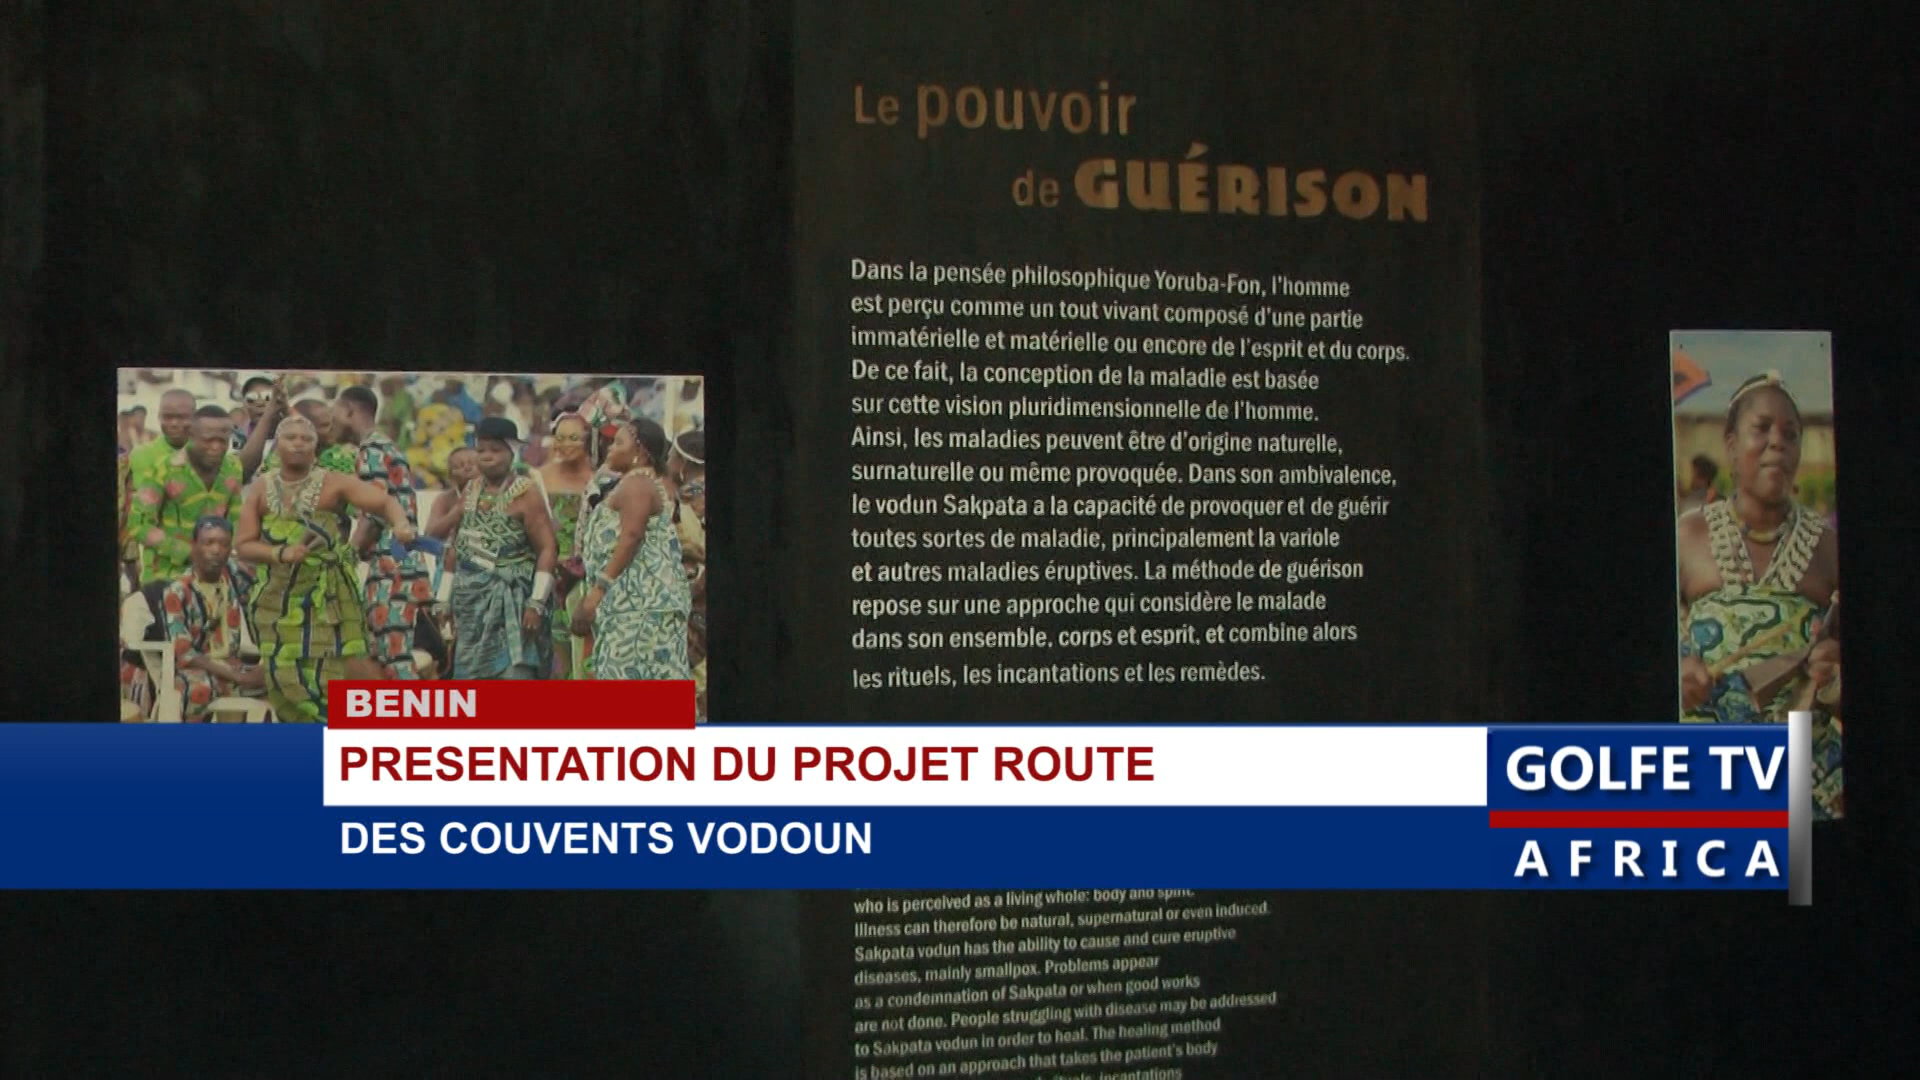 Le pouvoir
de GUÉRISON
Dans la pensée philosophique Yoruba-Fon, l'homme
est perçu comme un tout vivant composé d'une partie
immatérielle et matérielle ou encore de l'esprit et du corps.
De ce fait, la conception de la maladie est basée
sur cette vision pluridimensionnelle de l'homme.
Ainsi, les maladies peuvent être d'origine naturelle,
surnaturelle ou même provoquée. Dans son ambivalence,
le vodun Sakpata a la capacité de provoquer et de guérir
toutes sortes de maladie, principalement la variole
et autres maladies éruptives. La méthode de guérison
repose sur une approche qui considère le malade
dans son ensemble, corps et esprit, et combine alors
les rituels, les incantations et les remèdes.
BENIN
PRESENTATION DU PROJET ROUTE
DES COUVENTS VODOUN
GOLFE TV
AFRICA
who is perceived as a living whole: body and spirit.
Illness can therefore be natural, supernatural or even induced.
Sakpata vodun has the ability to cause and cure eruptive
diseases, mainly smallpox. Problems appear
as a condemnation of Sakpata or when good works
are not done. People struggling with disease may be addressed
to Sakpata vodun in order to heal. The healing method
is based on an approach that takes the patient's body
incantations